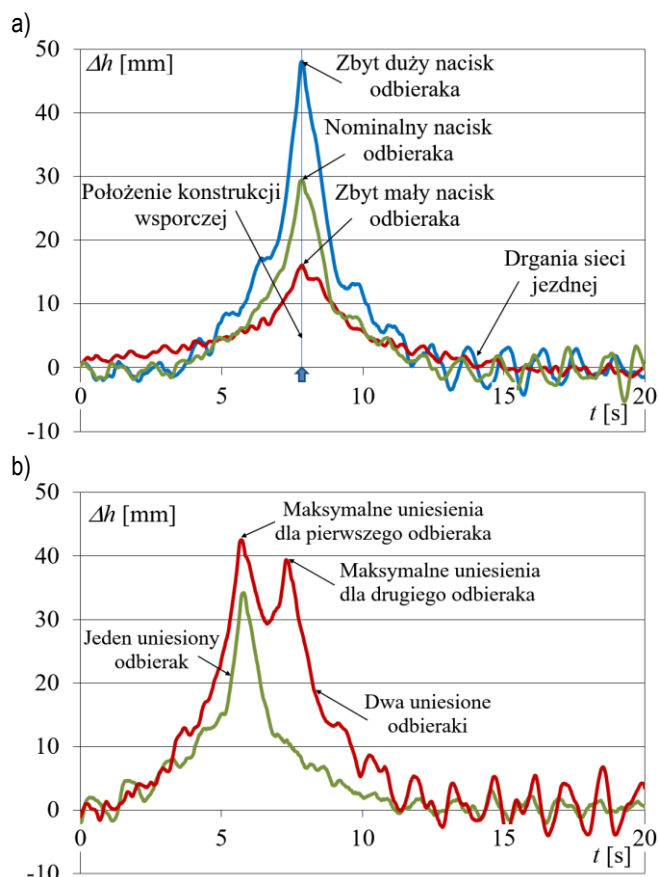 a)
50
Δh [mm]
Zbyt duży nacisk
odbieraka
40
Nominalny nacisk
odbieraka
30
Położenie konstrukcji
wsporczej
Zbyt mały nacisk
odbieraka
20
Drgania sieci
jezdnej
10
0
0
5
10
15
20
t [s]
-10
b)
50
Δh [mm]
Maksymalne uniesienia
dla pierwszego odbieraka
40
Maksymalne uniesienia
dla drugiego odbieraka
30
Jeden uniesiony
odbierak
20
Dwa uniesione
odbieraki
10
0
0
5
10
15
20
t [s]
-10